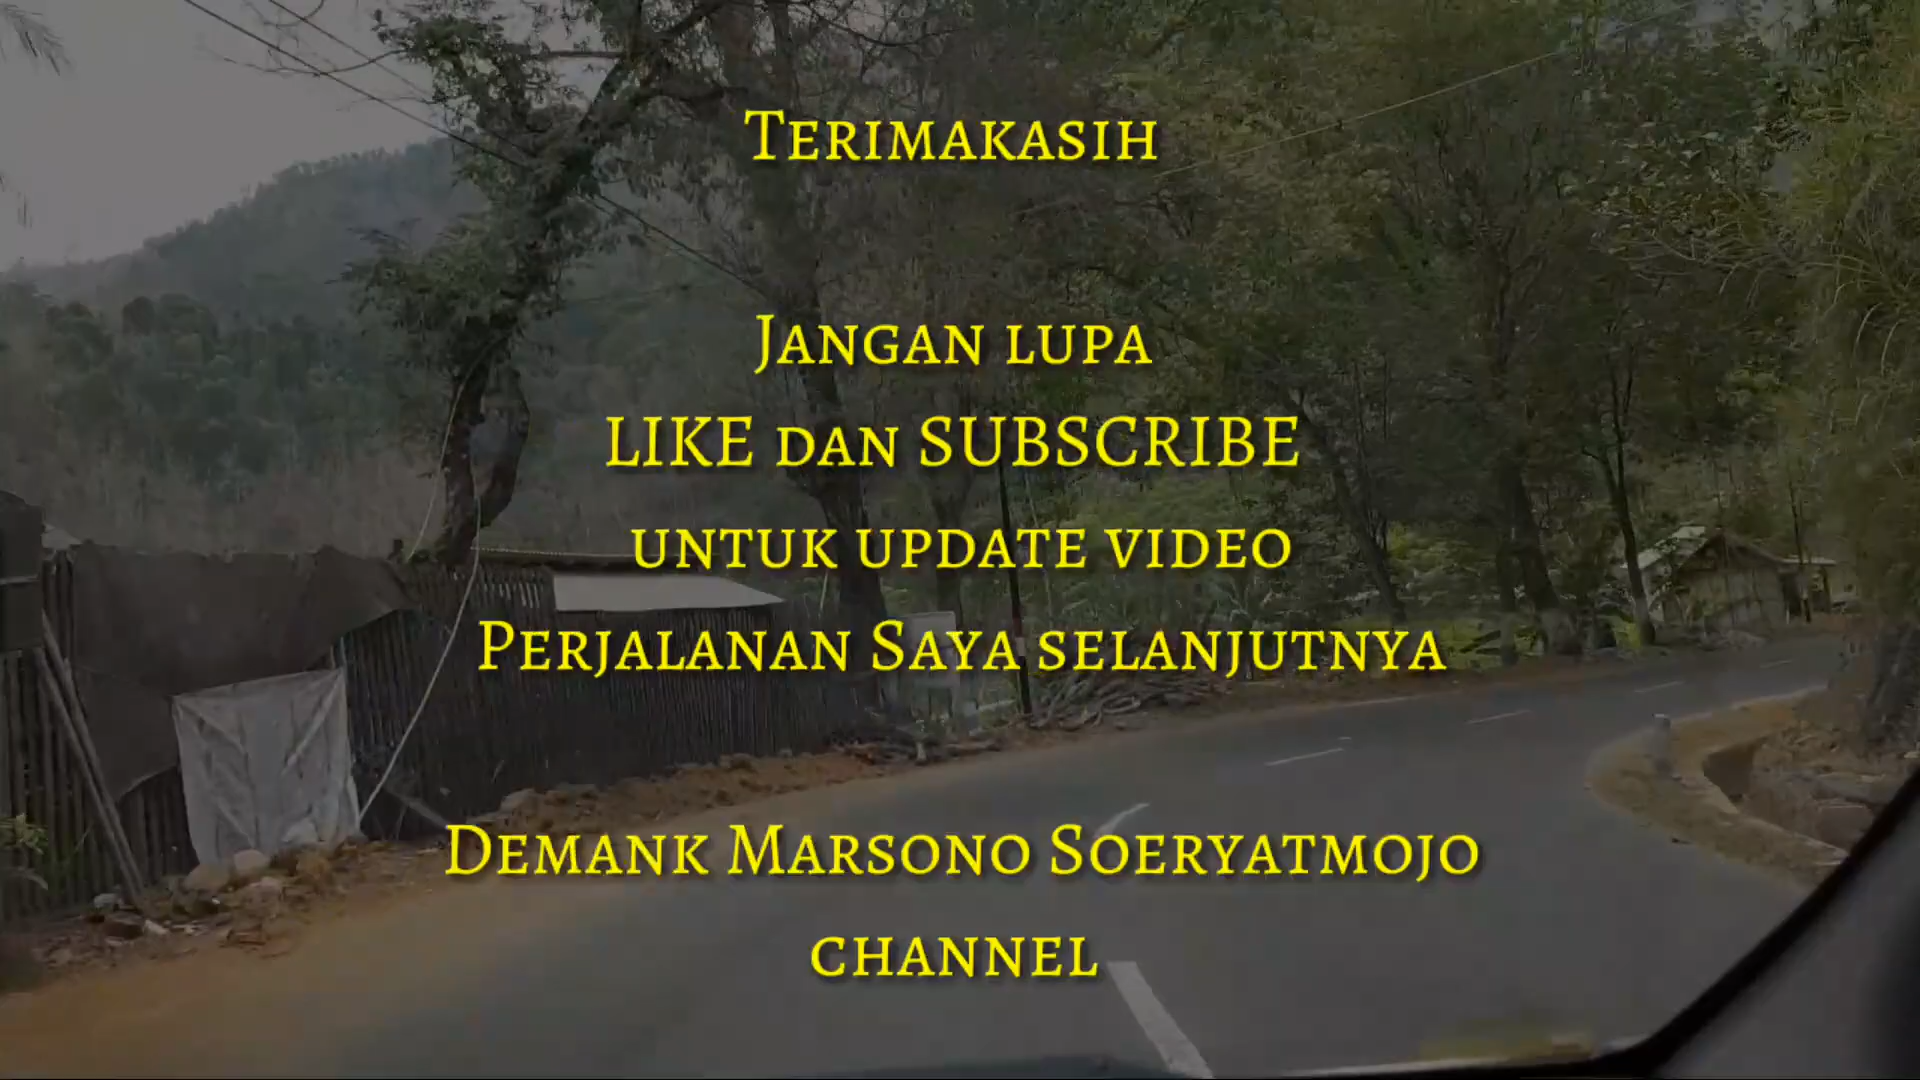 Terimakasih
Jangan lupa
LIKE dan SUBSCRIBE
untuk update video
Perjalanan Saya selanjutnya
Demank Marsono Soeryatmojo
channel